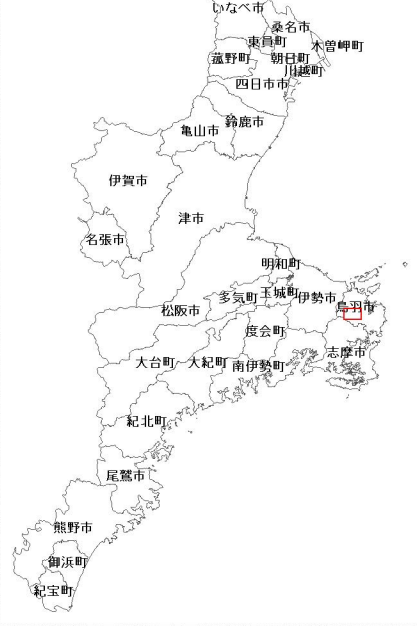 いなべ市
桑名市
東員町
木曽岬町
菰野町
朝日町
川越町
四日市市
鈴鹿市
亀山市
伊賀市
津市
名張市
明和町
多気町
玉城町
伊勢市
鳥羽市
松阪市
度会町
志摩市
大台町
大紀町
南伊勢町
紀北町
尾鷲市
熊野市
御浜町
紀宝町